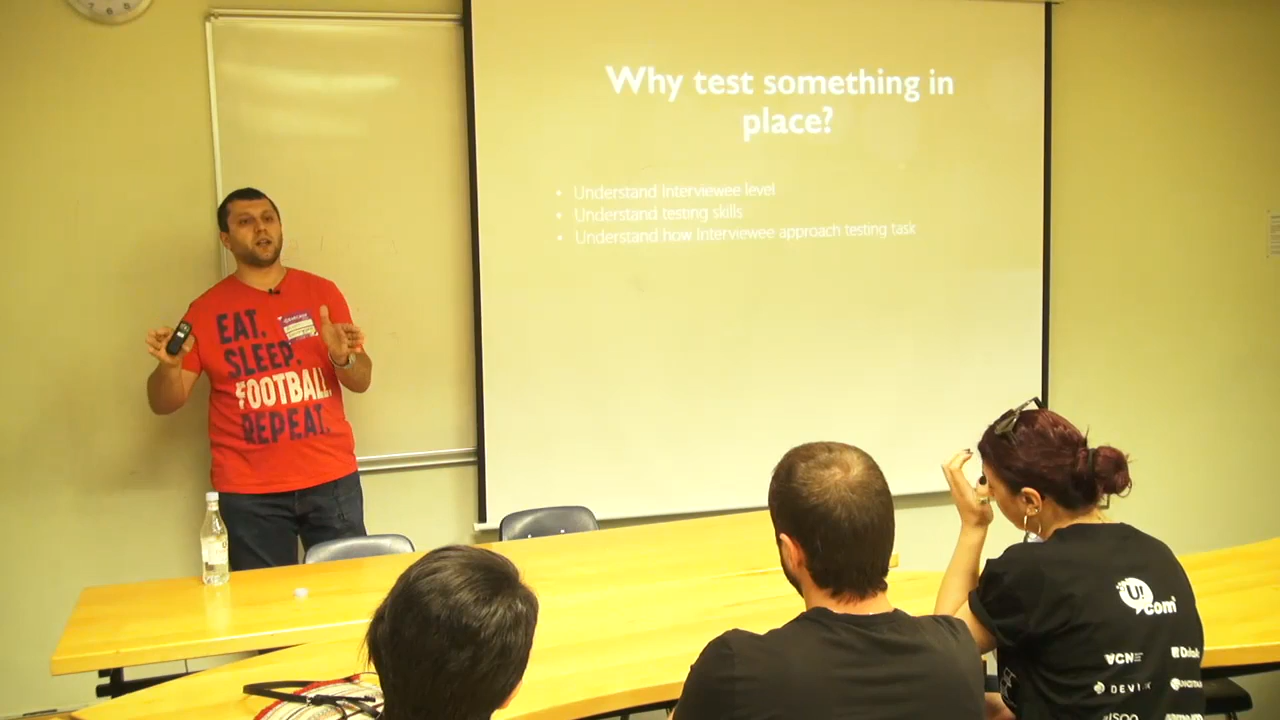 Why test something in
place?
• Understand Interviewee level
• Understand testing skills
• Understand how Interviewee approach testing task
EAT.
SLEEP.
FOOTBALL.
REPEAT.
U!
com
VCN
DEVI